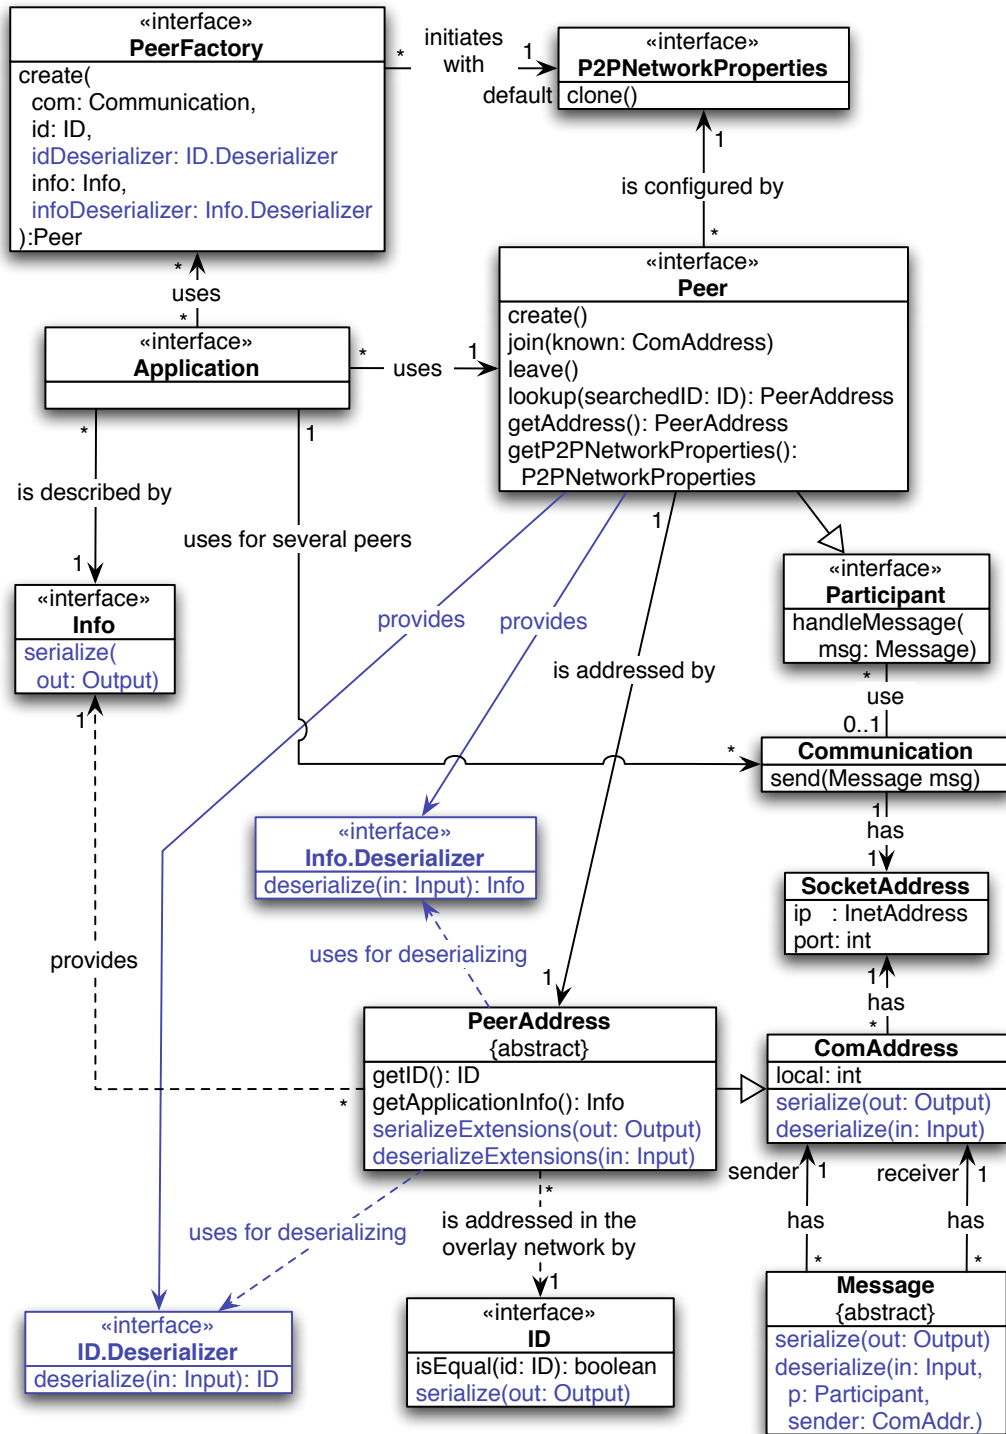 «interface»
PeerFactory
create(
com: Communication,
id: ID,
idDeserializer: ID.Deserializer
info: Info,
infoDeserializer: Info.Deserializer
):Peer
*
initiates
with
1
default
«interface»
P2PNetworkProperties
clone()
1
is configured by
*
*
uses
*
«interface»
Application
*
uses
1
«interface»
Peer
create()
join(known: ComAddress)
leave()
lookup(searchedID: ID): PeerAddress
getAddress(): PeerAddress
getP2PNetworkProperties():
P2PNetworkProperties
*
is described by
1
1
uses for several peers
*
«interface»
Info
serialize(
out: Output)
1
provides
provides
1
is addressed by
1
«interface»
Participant
handleMessage(
msg: Message)
*
use
0..1
Communication
send(Message msg)
1
has
1
«interface»
Info.Deserializer
deserialize(in: Input): Info
SocketAddress
ip : InetAddress
port: int
provides
uses for deserializing
1
has
*
PeerAddress
{abstract}
getID(): ID
getApplicationInfo(): Info
serializeExtensions(out: Output)
deserializeExtensions(in: Input)
*
ComAddress
local: int
serialize(out: Output)
deserialize(in: Input)
sender
1
receiver
1
uses for deserializing
*
is addressed in the
overlay network by
1
has
*
has
*
«interface»
ID.Deserializer
deserialize(in: Input): ID
«interface»
ID
isEqual(id: ID): boolean
serialize(out: Output)
Message
{abstract}
serialize(out: Output)
deserialize(in: Input,
p: Participant,
sender: ComAddr.)